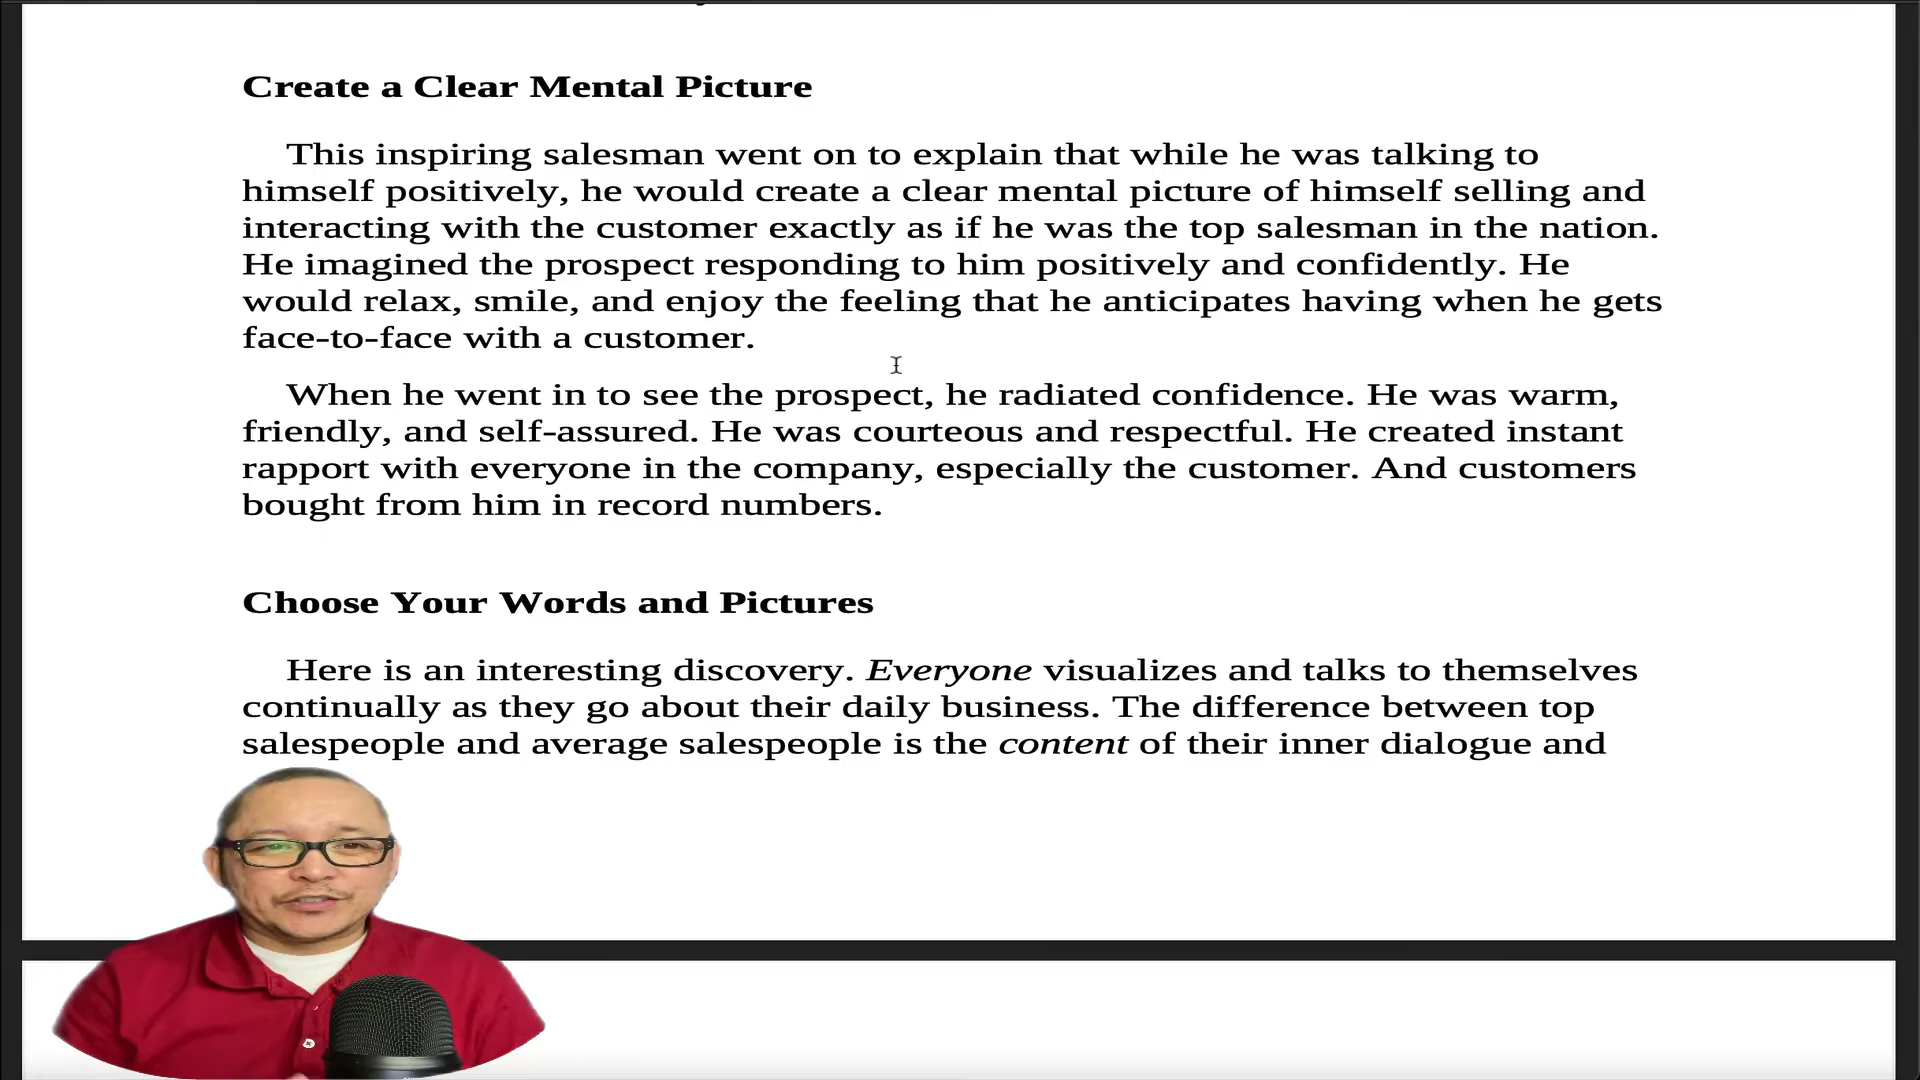 Create a Clear Mental Picture
This inspiring salesman went on to explain that while he was talking to
himself positively, he would create a clear mental picture of himself selling and
interacting with the customer exactly as if he was the top salesman in the nation.
He imagined the prospect responding to him positively and confidently. He
would relax, smile, and enjoy the feeling that he anticipates having when he gets
face-to-face with a customer.
When he went in to see the prospect, he radiated confidence. He was warm,
friendly, and self-assured. He was courteous and respectful. He created instant
rapport with everyone in the company, especially the customer. And customers
bought from him in record numbers.
Choose Your Words and Pictures
Here is an interesting discovery. Everyone visualizes and talks to themselves
continually as they go about their daily business. The difference between top
salespeople and average salespeople is the content of their inner dialogue and